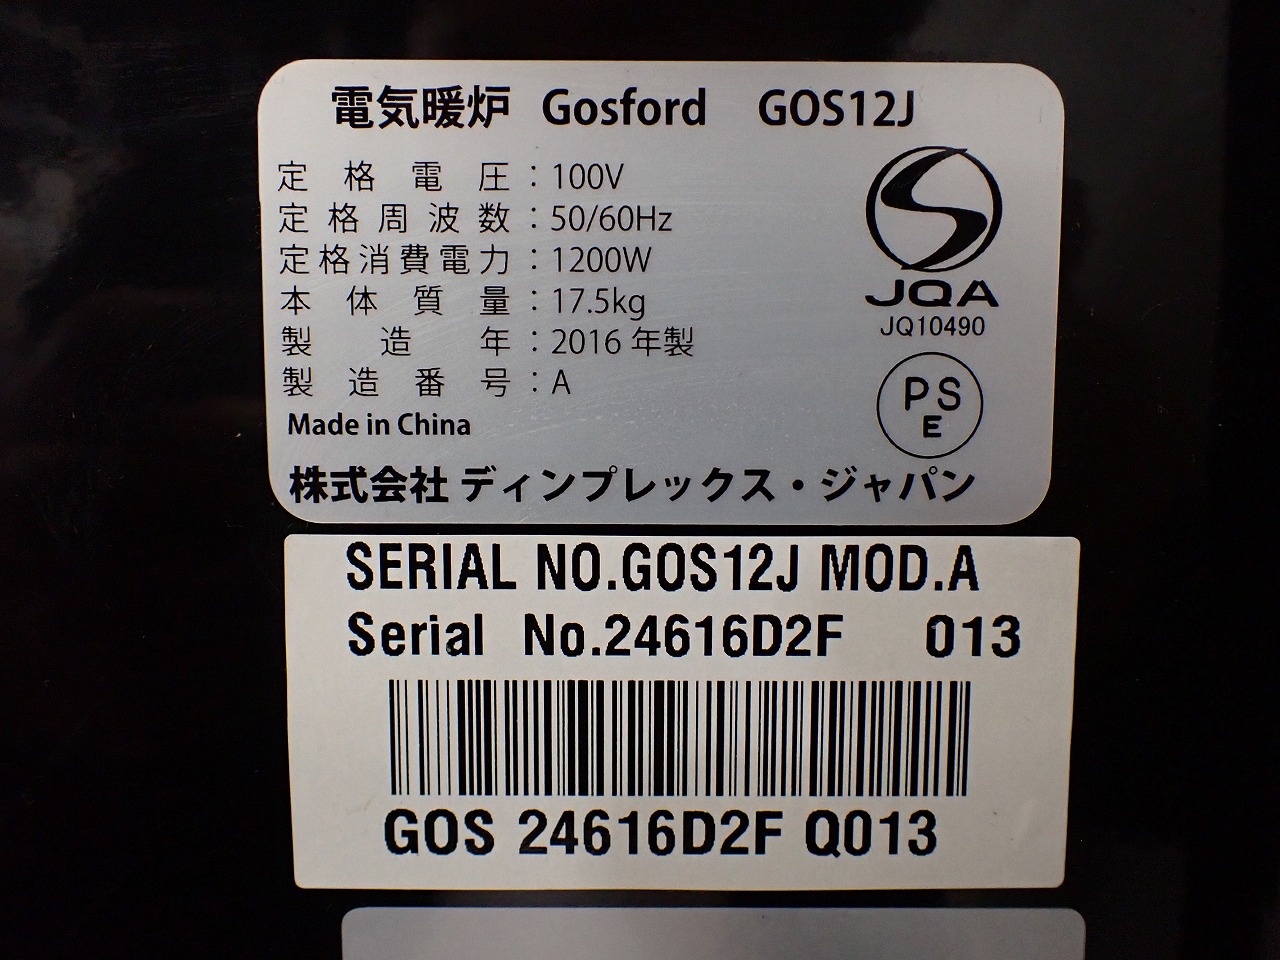 電気暖炉 Gosford GOS12J
定格電圧：100V
定格周波数：50/60Hz
定格消費電力：1200W
本体質量：17.5kg
製造年：2016年製
製造番号：A
Made in China
株式会社 ディンプレックス・ジャパン
JQA
JQ10490
PS
E
SERIAL NO.GOS12J MOD.A
Serial No.24616D2F 013
GOS 24616D2F Q013